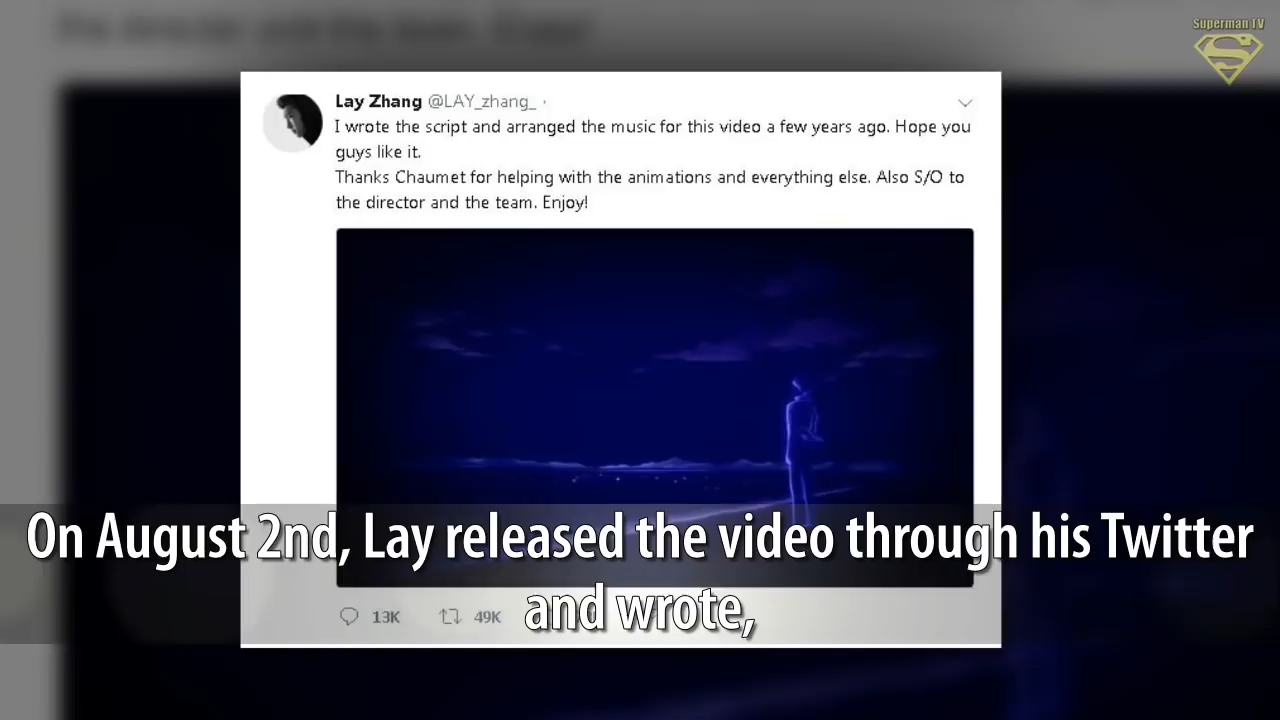 Superman TV
Lay Zhang @LAY_zhang_ ·
I wrote the script and arranged the music for this video a few years ago. Hope you
guys like it.
Thanks Chaumet for helping with the animations and everything else. Also S/O to
the director and the team. Enjoy!
On August 2nd, Lay released the video through his Twitter
and wrote,
13K 49K